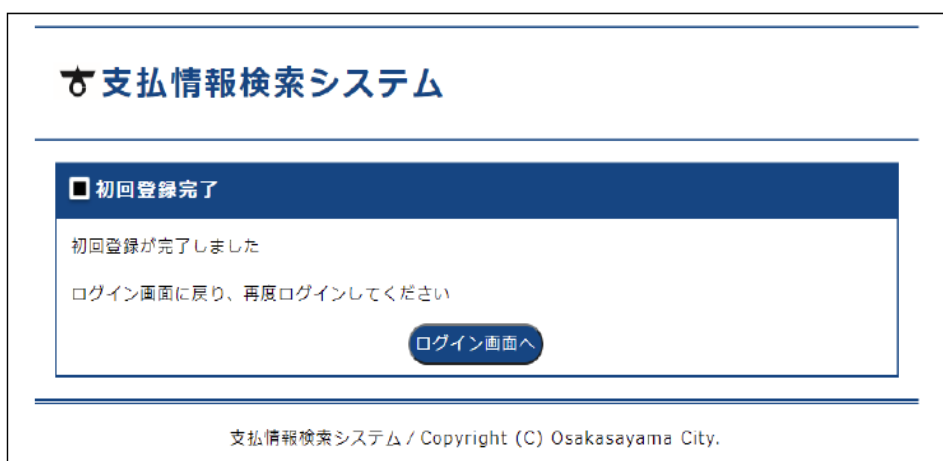 支払情報検索システム
初回登録完了
初回登録が完了しました
ログイン画面に戻り、再度ログインしてください
ログイン画面へ
支払情報検索システム / Copyright (C) Osakasayama City.